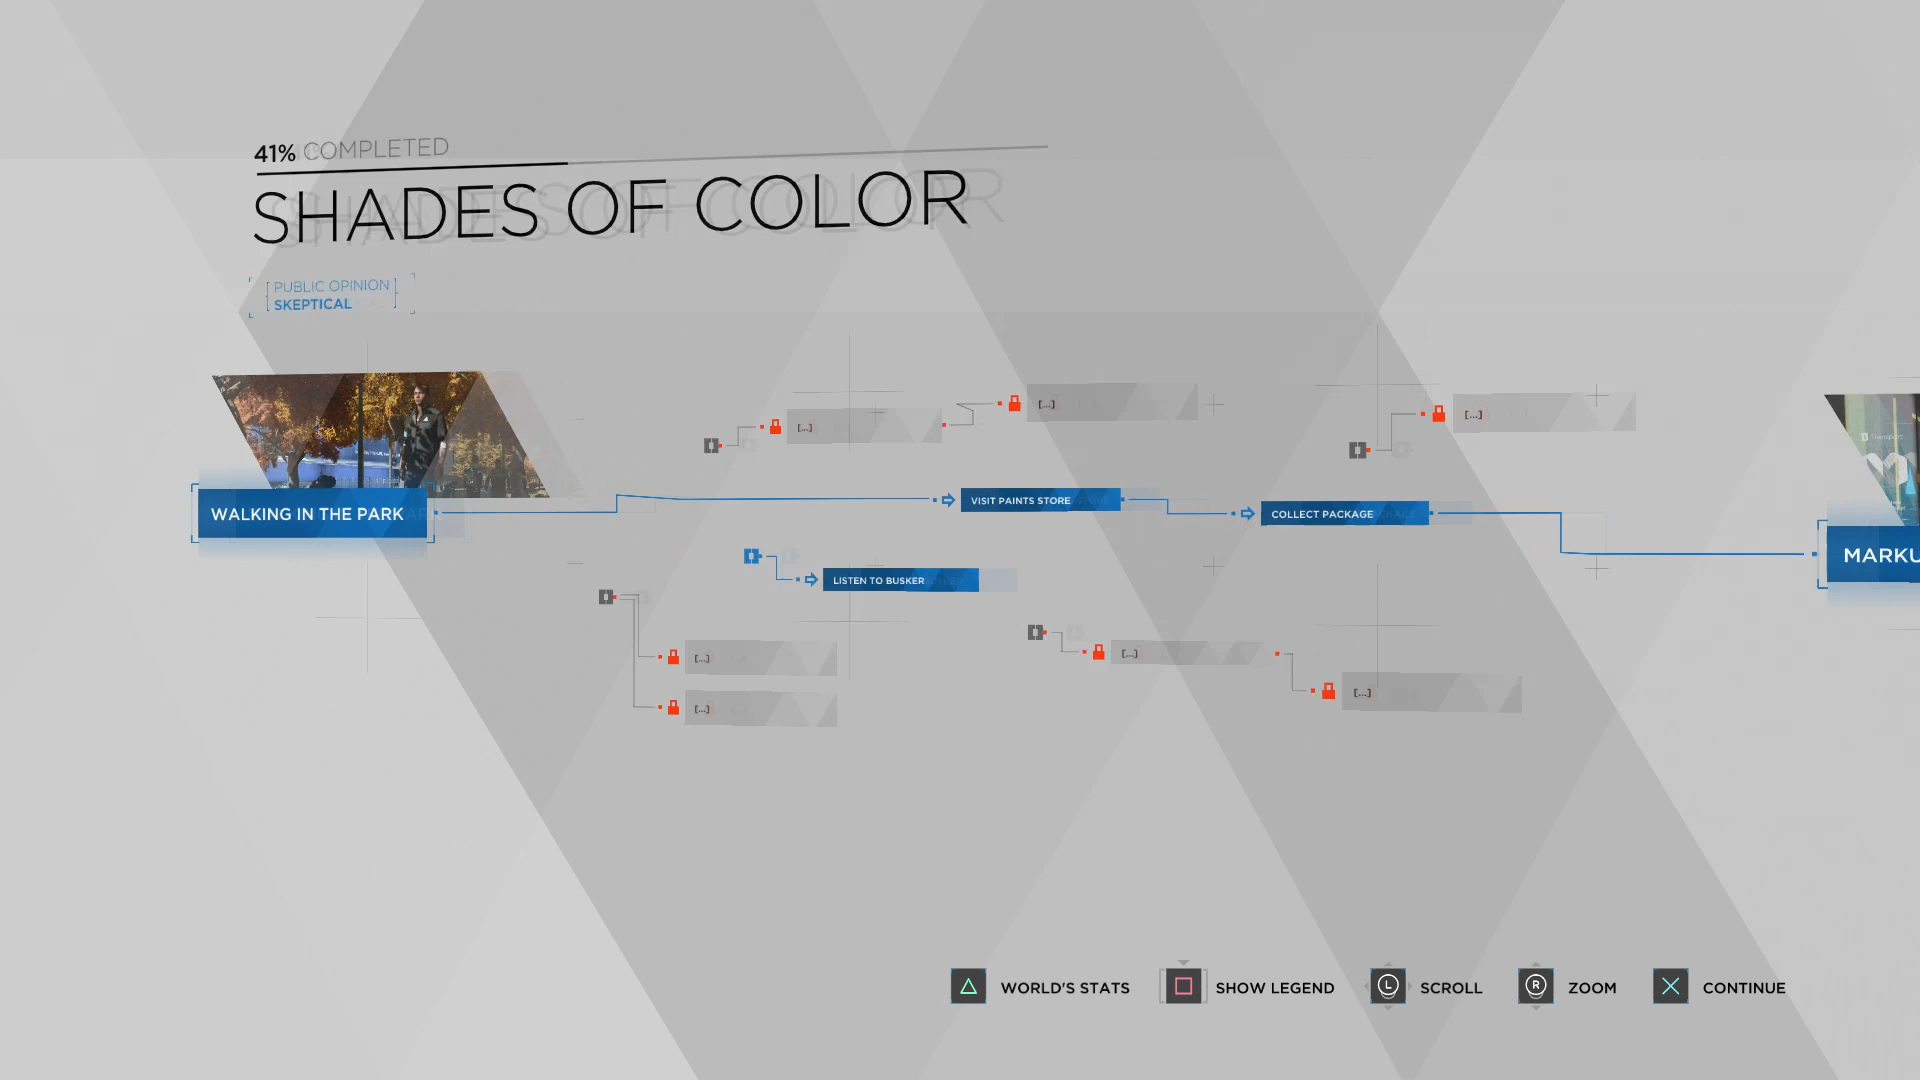 41% COMPLETED
SHADES OF COLOR
PUBLIC OPINION
SKEPTICAL
[...]
[...]
[...]
WALKING IN THE PARK
VISIT PAINTS STORE
COLLECT PACKAGE
MARKU
LISTEN TO BUSKER
[...]
[...]
[...]
[...]
WORLD'S STATS
SHOW LEGEND
L SCROLL
R ZOOM
CONTINUE